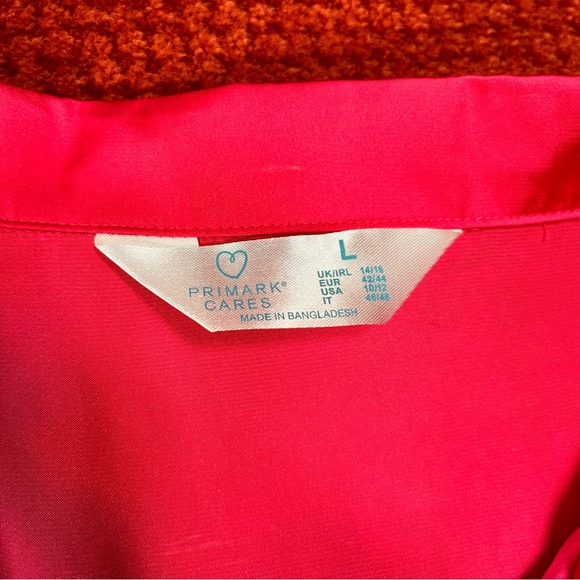 L
PRIMARK®
CARES
UK/IRL 14/16
EUR 42/44
USA 10/12
IT 46/48
MADE IN BANGLADESH